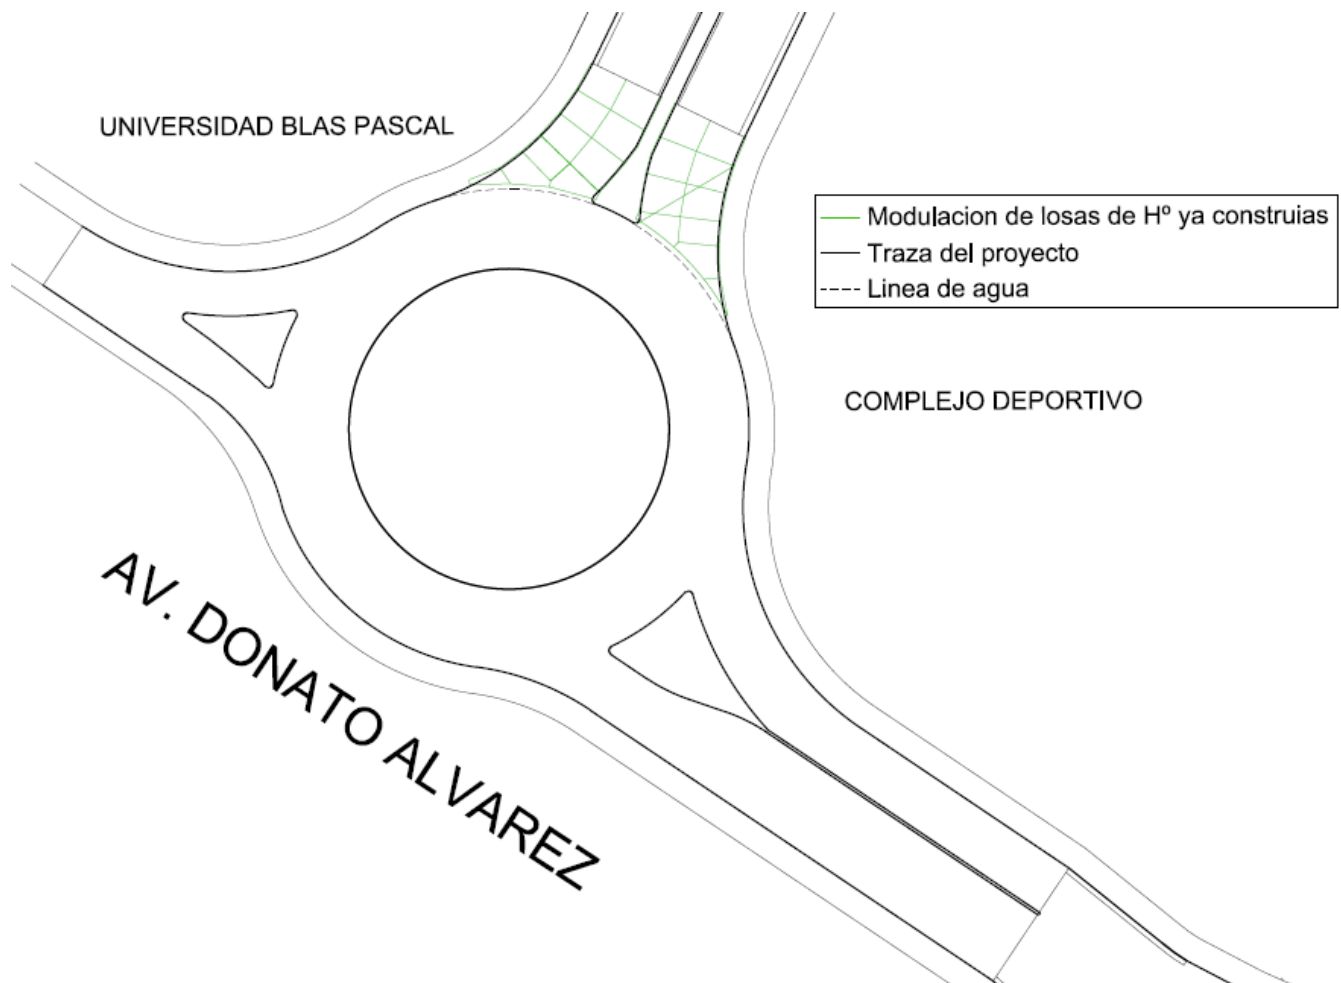 UNIVERSIDAD BLAS PASCAL
Modulacion de losas de Hº ya construias
Traza del proyecto
Linea de agua
COMPLEJO DEPORTIVO
AV. DONATO ALVAREZ